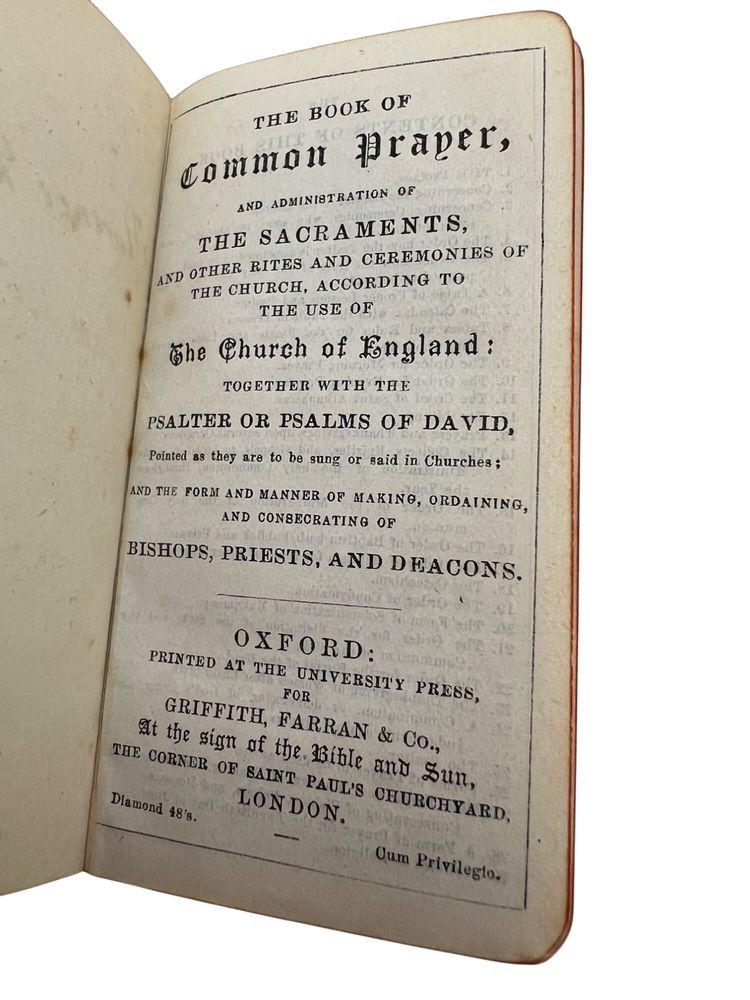 THE BOOK OF
Common Prayer,
AND ADMINISTRATION OF
THE SACRAMENTS,
AND OTHER RITES AND CEREMONIES OF
THE CHURCH, ACCORDING TO
THE USE OF
The Church of England:
TOGETHER WITH THE
PSALTER OR PSALMS OF DAVID,
Pointed as they are to be sung or said in Churches;
AND THE FORM AND MANNER OF MAKING, ORDAINING,
AND CONSECRATING OF
BISHOPS, PRIESTS, AND DEACONS.
OXFORD:
PRINTED AT THE UNIVERSITY PRESS,
FOR
GRIFFITH, FARRAN & CO.,
At the sign of the Bible and Sun,
THE CORNER OF SAINT PAUL'S CHURCHYARD,
LONDON.
Diamond 48's.
Cum Privilegio.